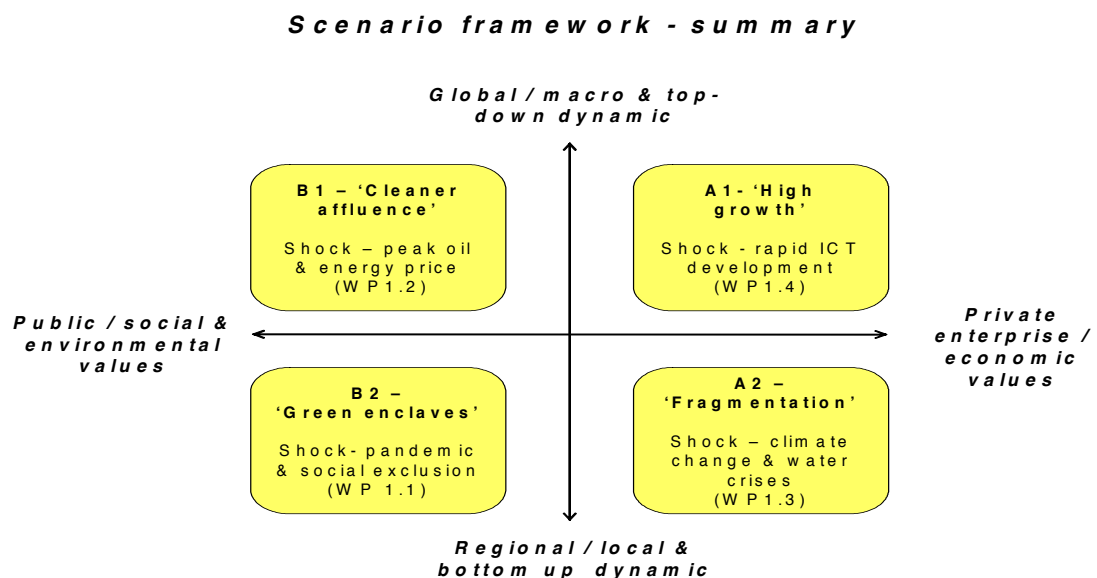 Scenario framework - summary
Global / macro & top-
down dynamic
B1 – ‘Cleaner
affluence’
Shock – peak oil
& energy price
(WP1.2)
A1- ‘High
growth’
Shock - rapid ICT
development
(WP1.4)
Public / social &
environmental
values
Private
enterprise /
economic
values
B2 –
‘Green enclaves’
Shock- pandemic
& social exclusion
(WP 1.1)
A2 –
‘Fragmentation’
Shock – climate
change & water
crises
(WP1.3)
Regional / local &
bottom up dynamic